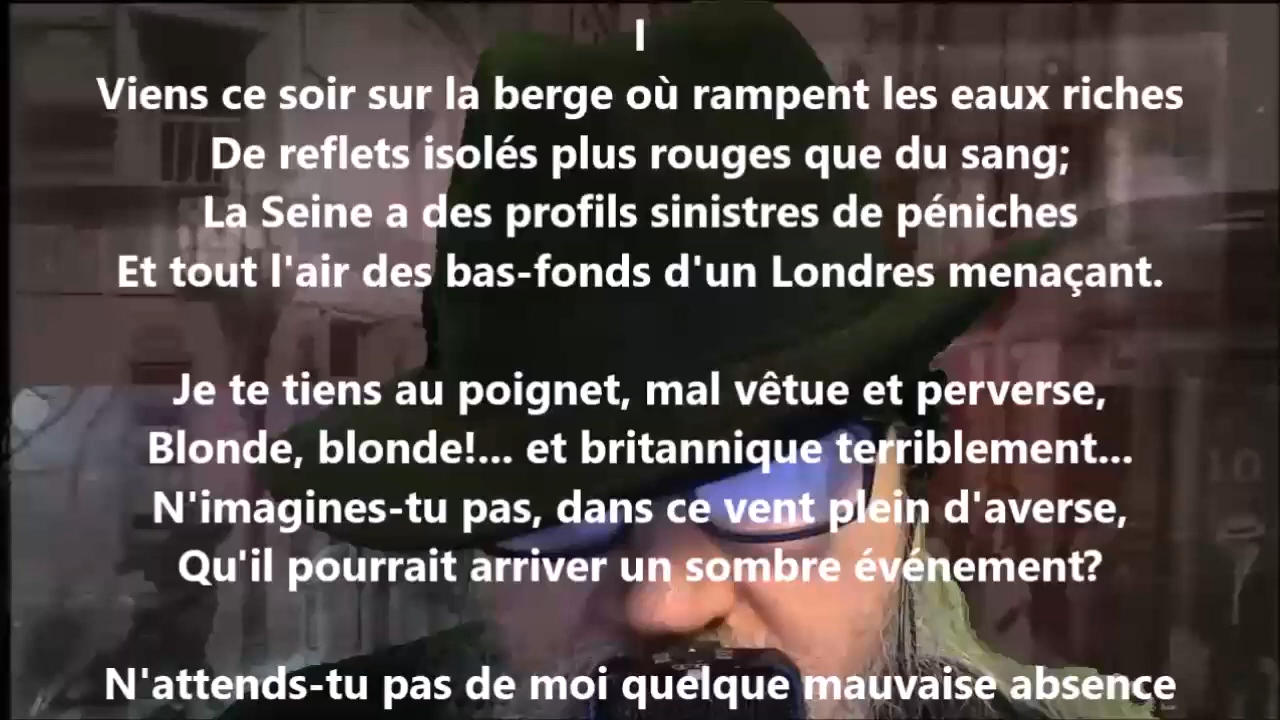 I
Viens ce soir sur la berge où rampent les eaux riches
De reflets isolés plus rouges que du sang;
La Seine a des profils sinistres de péniches
Et tout l'air des bas-fonds d'un Londres menaçant.
Je te tiens au poignet, mal vêtue et perverse,
Blonde, blonde!... et britannique terriblement...
N'imagines-tu pas, dans ce vent plein d'averse,
Qu'il pourrait arriver un sombre événement?
N'attends-tu pas de moi quelque mauvaise absence